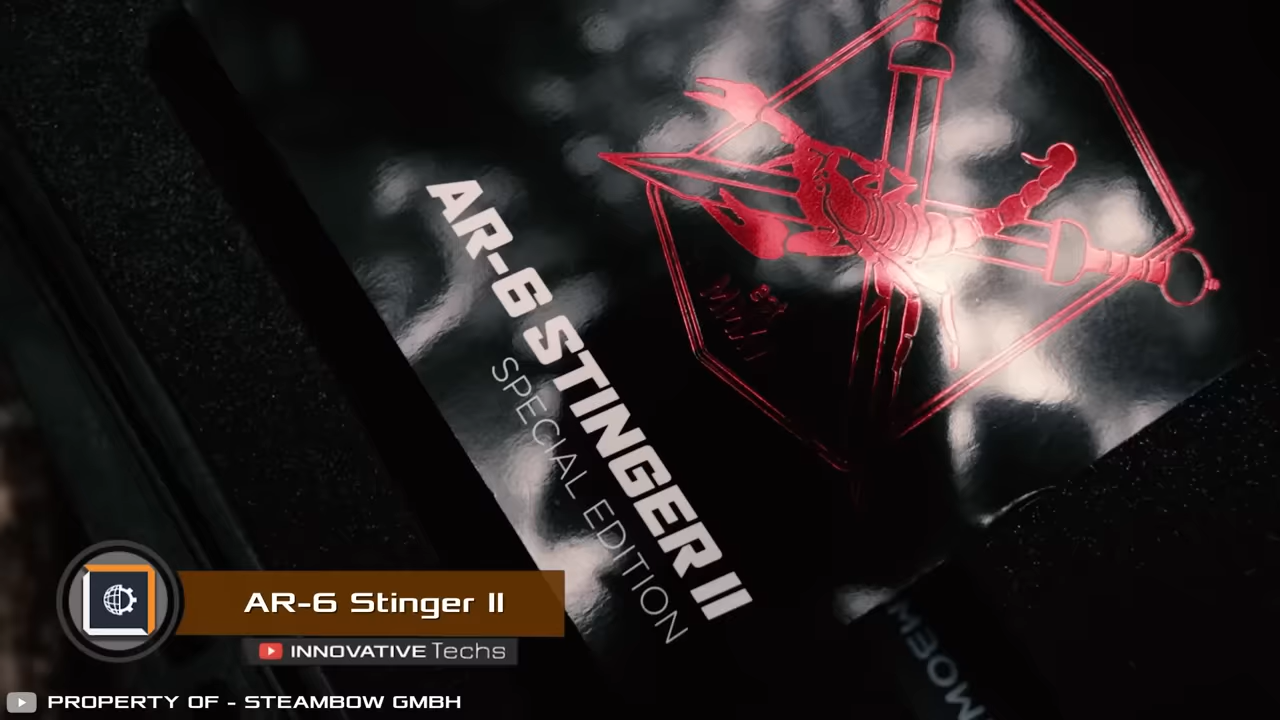 AR-6 STINGER II
SPECIAL EDITION
AR-6 Stinger II
INNOVATIVE Techs
PROPERTY OF - STEAMBOW GMBH